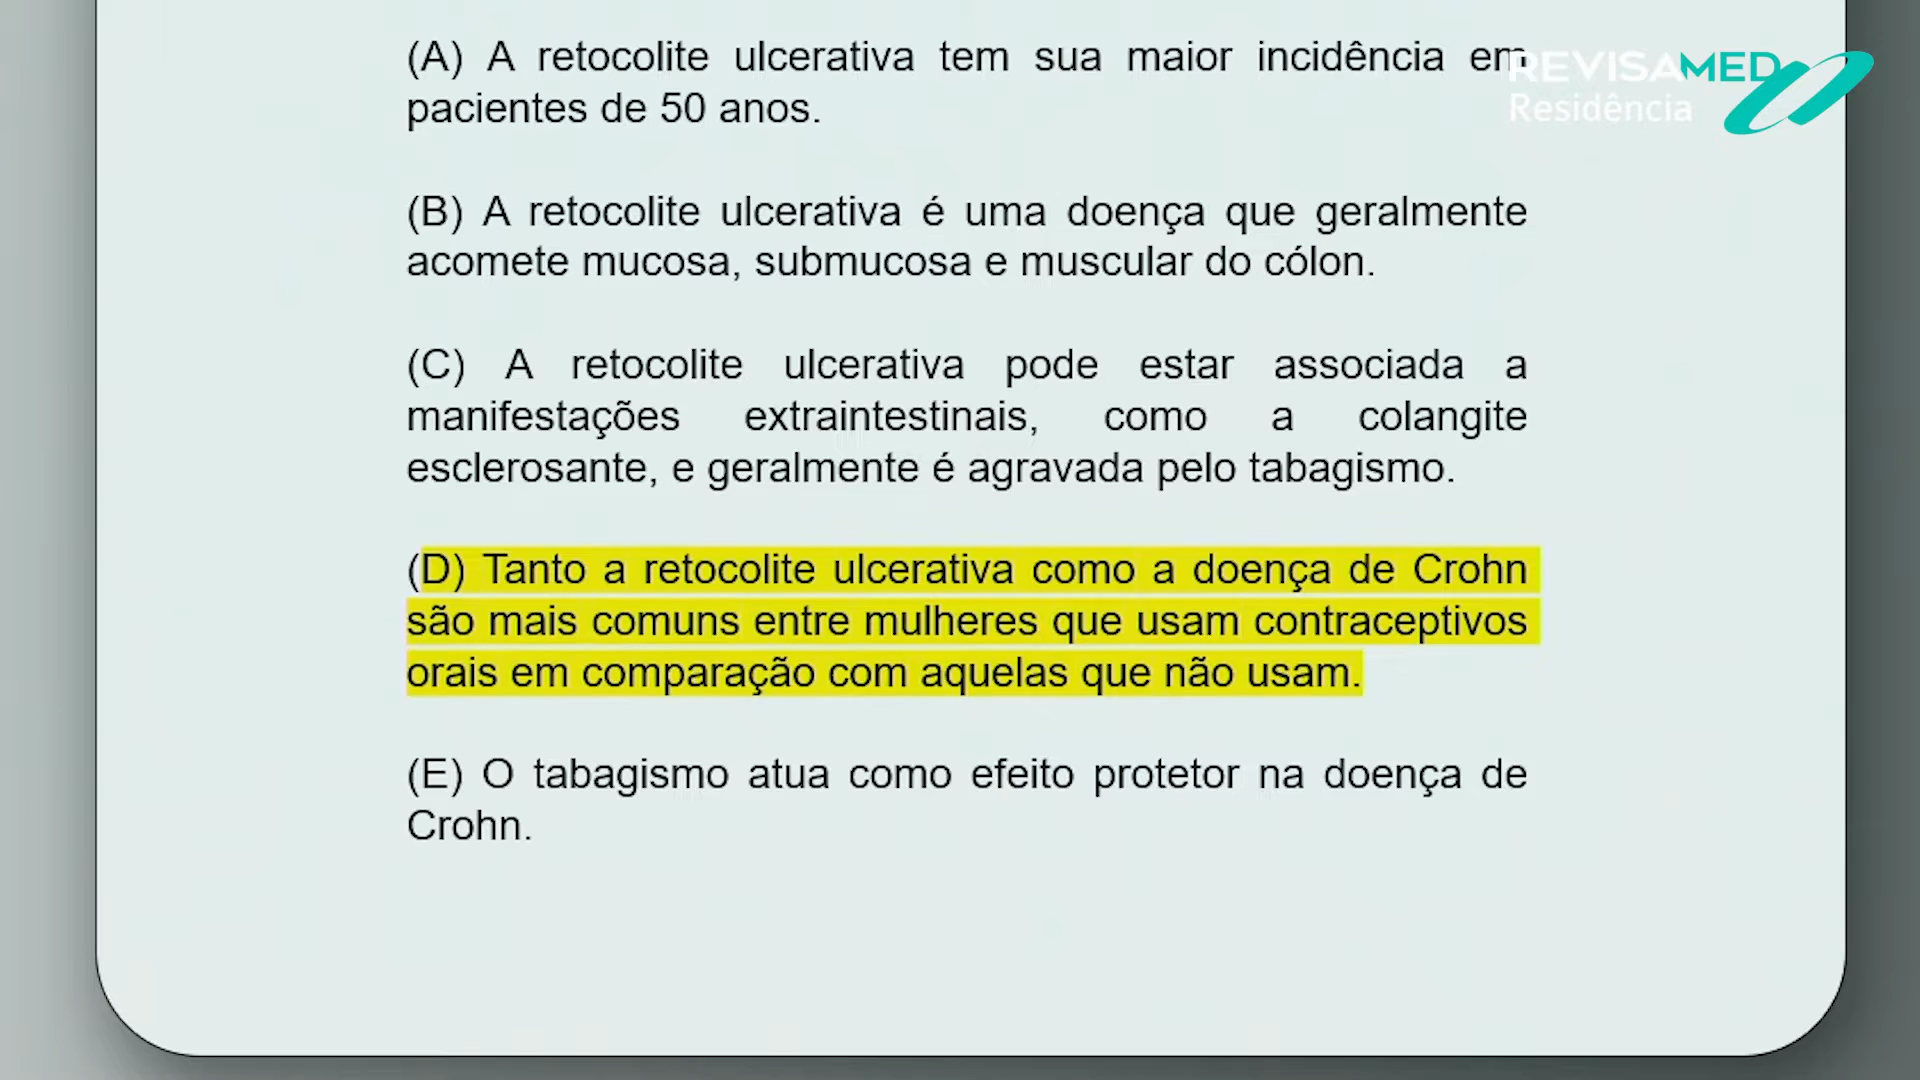 (A) A retocolite ulcerativa tem sua maior incidência em
pacientes de 50 anos.
REVISAMED
Residência
(B) A retocolite ulcerativa é uma doença que geralmente
acomete mucosa, submucosa e muscular do cólon.
(C) A retocolite ulcerativa pode estar associada a
manifestações extraintestinais, como a colangite
esclerosante, e geralmente é agravada pelo tabagismo.
(D) Tanto a retocolite ulcerativa como a doença de Crohn
são mais comuns entre mulheres que usam contraceptivos
orais em comparação com aquelas que não usam.
(E) O tabagismo atua como efeito protetor na doença de
Crohn.